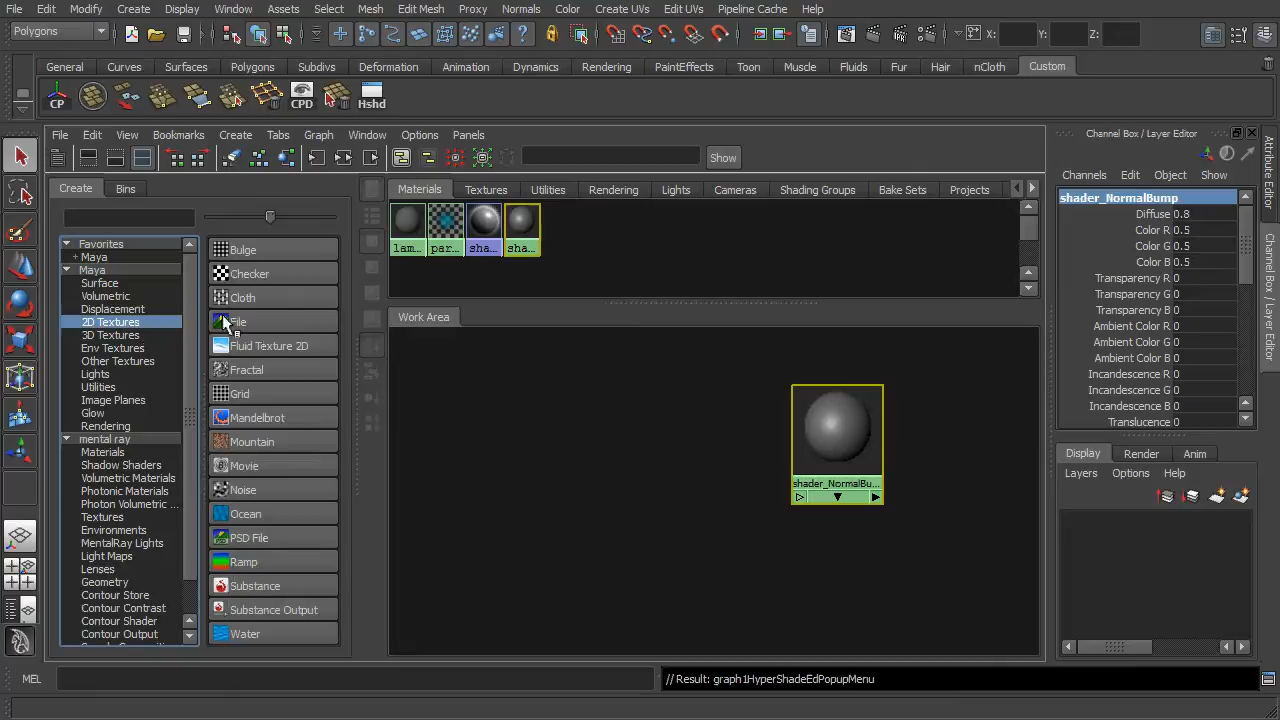 File Edit Modify Create Display Window Assets Select Mesh Edit Mesh Proxy Normals Color Create UVs Edit UVs Pipeline Cache Help
Polygons X: Y: Z:
General Curves Surfaces Polygons Subdivs Deformation Animation Dynamics Rendering PaintEffects Toon Muscle Fluids Fur Hair nCloth Custom
CP CPD Hshd
File Edit View Bookmarks Create Tabs Graph Window Options Panels
Show
Create Bins
Favorites
+ Maya
Maya
Surface
Volumetric
Displacement
2D Textures
3D Textures
Env Textures
Other Textures
Lights
Utilities
Image Planes
Glow
Rendering
mental ray
Materials
Shadow Shaders
Volumetric Materials
Photonic Materials
Photon Volumetric ...
Textures
Environments
MentalRay Lights
Light Maps
Lenses
Geometry
Contour Store
Contour Contrast
Contour Shader
Contour Output
Bulge
Checker
Cloth
File
Fluid Texture 2D
Fractal
Grid
Mandelbrot
Mountain
Movie
Noise
Ocean
PSD File
Ramp
Substance
Substance Output
Water
Materials Textures Utilities Rendering Lights Cameras Shading Groups Bake Sets Projects
lam... par... sha... sha...
Work Area
shader_NormalBu...
Channel Box / Layer Editor
Channels Edit Object Show
shader_NormalBump
Diffuse 0.8
Color R 0.5
Color G 0.5
Color B 0.5
Transparency R 0
Transparency G 0
Transparency B 0
Ambient Color R 0
Ambient Color G 0
Ambient Color B 0
Incandescence R 0
Incandescence G 0
Incandescence B 0
Translucence 0
Display Render Anim
Layers Options Help
Attribute Editor
Channel Box / Layer Editor
MEL
// Result: graph1HyperShadeEdPopupMenu